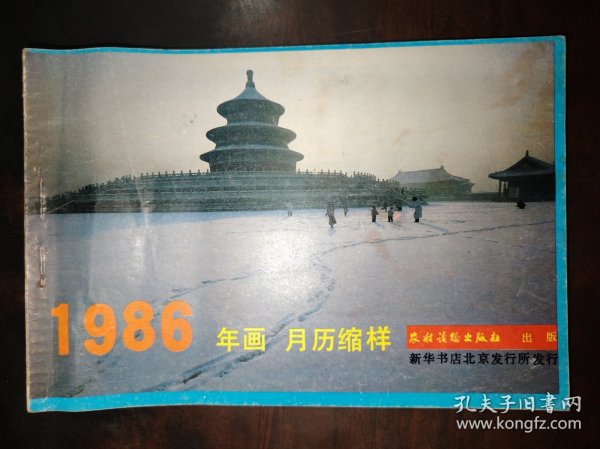 1986 年画 月历缩样
农村读物出版社 出版
新华书店北京发行所发行
孔夫子旧书网
www.kongfz.com